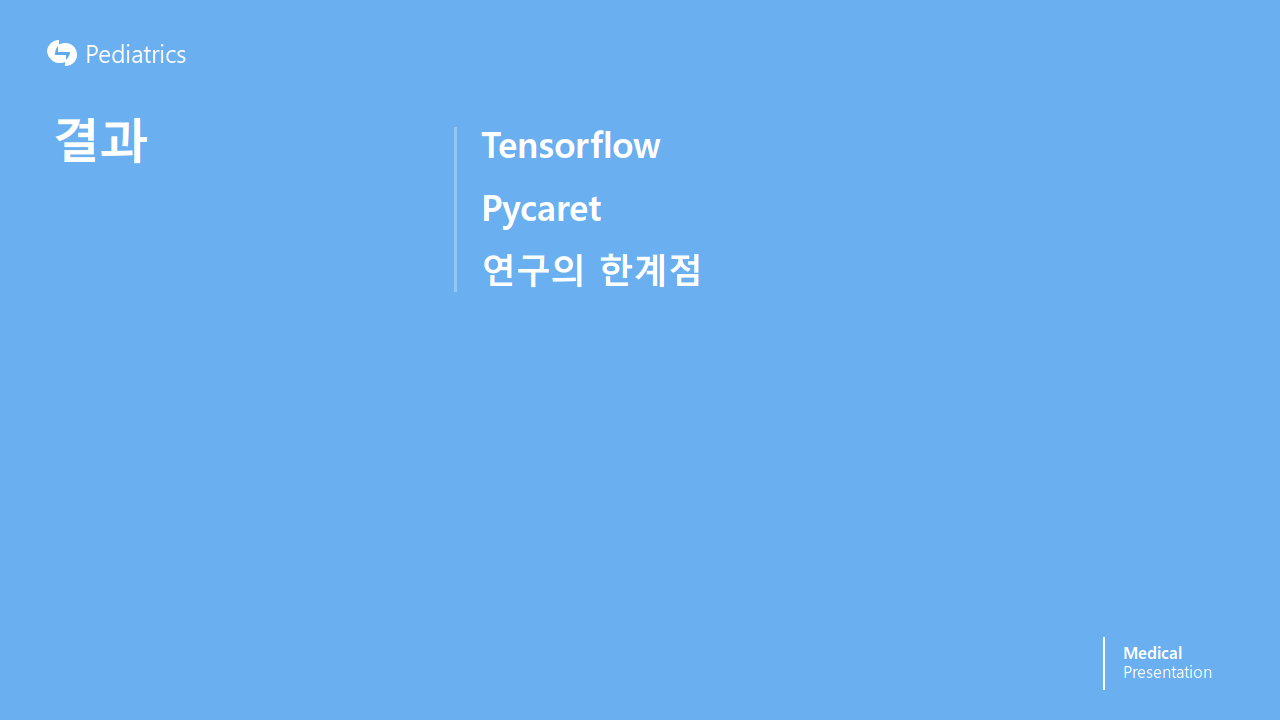 Pediatrics
결과
Tensorflow
Pycaret
연구의 한계점
Medical
Presentation